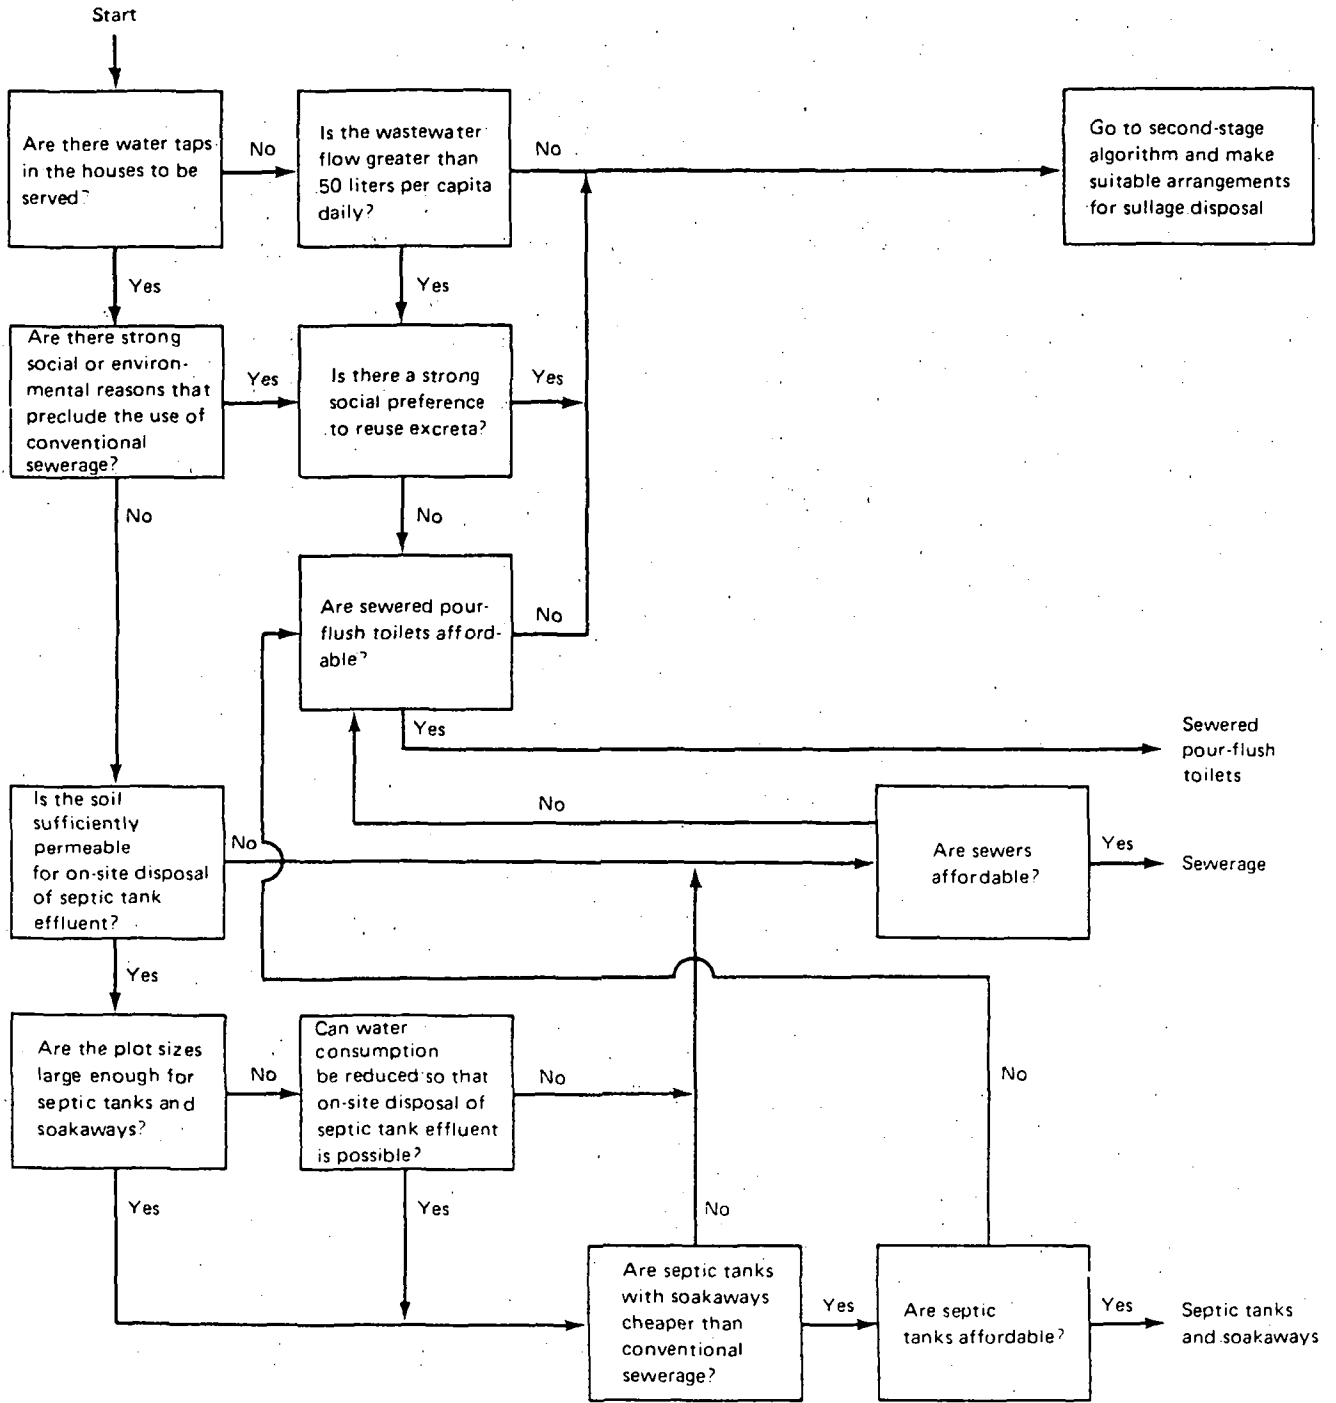 Start
Are there water taps
in the houses to be
served?
No
Is the wastewater
flow greater than
50 liters per capita
daily?
No
Go to second-stage
algorithm and make
suitable arrangements
for sullage disposal
Yes
Yes
Are there strong
social or environ-
mental reasons that
preclude the use of
conventional
sewerage?
Yes
Is there a strong
social preference
to reuse excreta?
Yes
No
No
Are sewered pour-
flush toilets afford-
able?
No
Yes
Sewered
pour-flush
toilets
Is the soil
sufficiently
permeable
for on-site disposal
of septic tank
effluent?
No
No
Are sewers
affordable?
Yes
Sewerage
Yes
Are the plot sizes
large enough for
septic tanks and
soakaways?
No
Can water
consumption
be reduced so that
on-site disposal of
septic tank effluent
is possible?
No
No
Yes
Yes
No
Are septic tanks
with soakaways
cheaper than
conventional
sewerage?
Yes
Are septic
tanks affordable?
Yes
Septic tanks
and soakaways